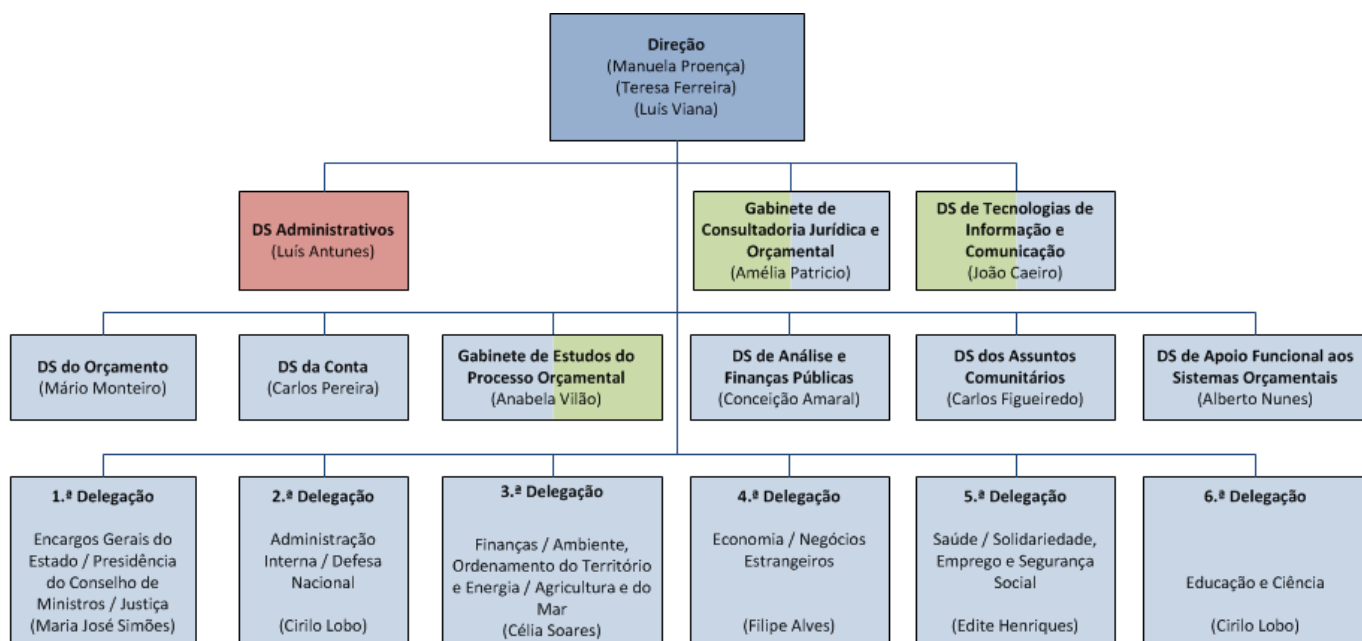 Direção
(Manuela Proença)
(Teresa Ferreira)
(Luís Viana)
DS Administrativos
(Luís Antunes)
Gabinete de
Consultadoria Jurídica e
Orçamental
(Amélia Patricio)
DS de Tecnologias de
Informação e
Comunicação
(João Caeiro)
DS do Orçamento
(Mário Monteiro)
DS da Conta
(Carlos Pereira)
Gabinete de Estudos do
Processo Orçamental
(Anabela Vilão)
DS de Análise e
Finanças Públicas
(Conceição Amaral)
DS dos Assuntos
Comunitários
(Carlos Figueiredo)
DS de Apoio Funcional aos
Sistemas Orçamentais
(Alberto Nunes)
1.ª Delegação
Encargos Gerais do
Estado / Presidência
do Conselho de
Ministros / Justiça
(Maria José Simões)
2.ª Delegação
Administração
Interna / Defesa
Nacional
(Cirilo Lobo)
3.ª Delegação
Finanças / Ambiente,
Ordenamento do Território
e Energia / Agricultura e do
Mar
(Célia Soares)
4.ª Delegação
Economia / Negócios
Estrangeiros
(Filipe Alves)
5.ª Delegação
Saúde / Solidariedade,
Emprego e Segurança
Social
(Edite Henriques)
6.ª Delegação
Educação e Ciência
(Cirilo Lobo)